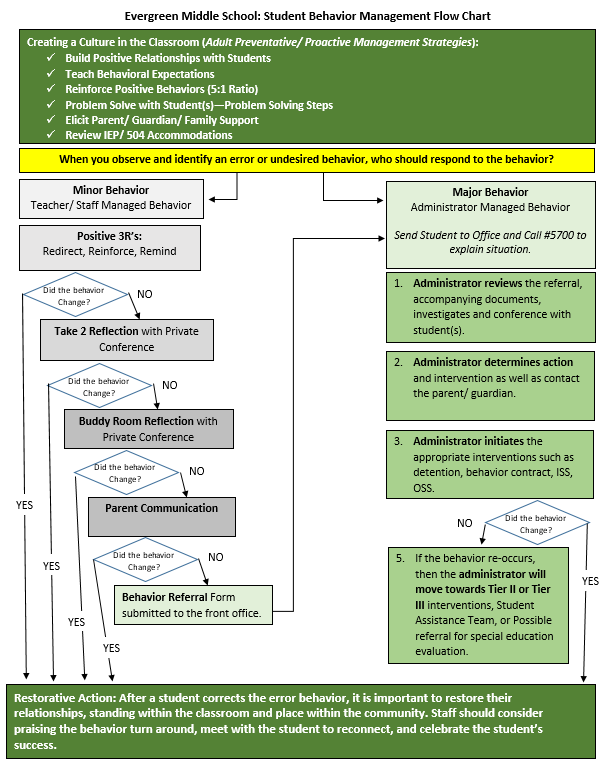 Evergreen Middle School: Student Behavior Management Flow Chart
Creating a Culture in the Classroom (Adult Preventative/ Proactive Management Strategies):
✓ Build Positive Relationships with Students
✓ Teach Behavioral Expectations
✓ Reinforce Positive Behaviors (5:1 Ratio)
✓ Problem Solve with Student(s)—Problem Solving Steps
✓ Elicit Parent/ Guardian/ Family Support
✓ Review IEP/ 504 Accommodations
When you observe and identify an error or undesired behavior, who should respond to the behavior?
Minor Behavior
Teacher/ Staff Managed Behavior
Positive 3R's:
Redirect, Reinforce, Remind
Did the behavior
Change?
NO
Take 2 Reflection with Private
Conference
Did the behavior
Change?
NO
Buddy Room Reflection with
Private Conference
Did the behavior
Change?
NO
Parent Communication
Did the behavior
Change?
NO
Behavior Referral Form
submitted to the front office.
YES
YES
YES
YES
Major Behavior
Administrator Managed Behavior
Send Student to Office and Call #5700 to
explain situation.
1. Administrator reviews the referral,
accompanying documents,
investigates and conference with
student(s).
2. Administrator determines action
and intervention as well as contact
the parent/ guardian.
3. Administrator initiates the
appropriate interventions such as
detention, behavior contract, ISS,
OSS.
Did the behavior
Change?
NO
5. If the behavior re-occurs,
then the administrator will
move towards Tier II or Tier
III interventions, Student
Assistance Team, or Possible
referral for special education
evaluation.
YES
Restorative Action: After a student corrects the error behavior, it is important to restore their
relationships, standing within the classroom and place within the community. Staff should consider
praising the behavior turn around, meet with the student to reconnect, and celebrate the student's
success.